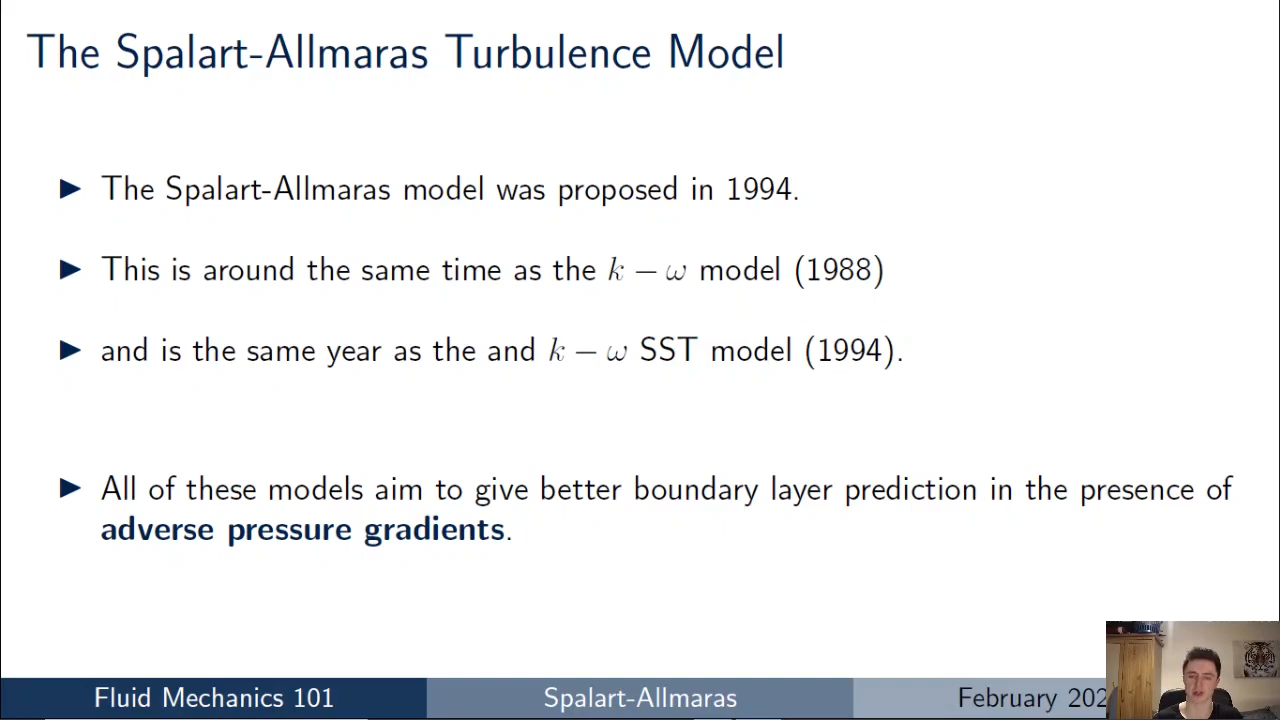 The Spalart-Allmaras Turbulence Model
The Spalart-Allmaras model was proposed in 1994.
This is around the same time as the k − ω model (1988)
and is the same year as the and k − ω SST model (1994).
All of these models aim to give better boundary layer prediction in the presence of
adverse pressure gradients.
Fluid Mechanics 101
Spalart-Allmaras
February